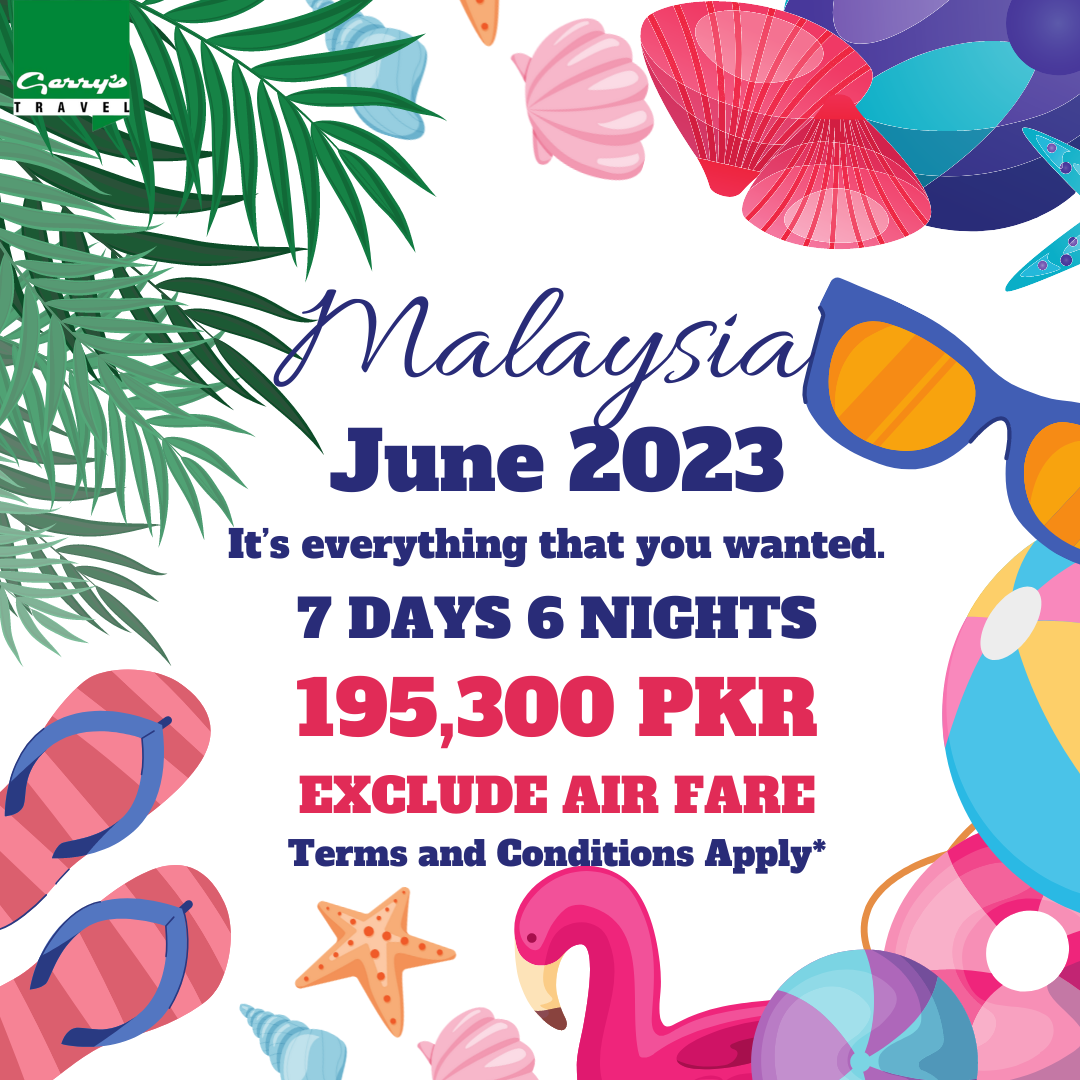 Gerry's
TRAVEL
Malaysia
June 2023
It's everything that you wanted.
7 DAYS 6 NIGHTS
195,300 PKR
EXCLUDE AIR FARE
Terms and Conditions Apply*